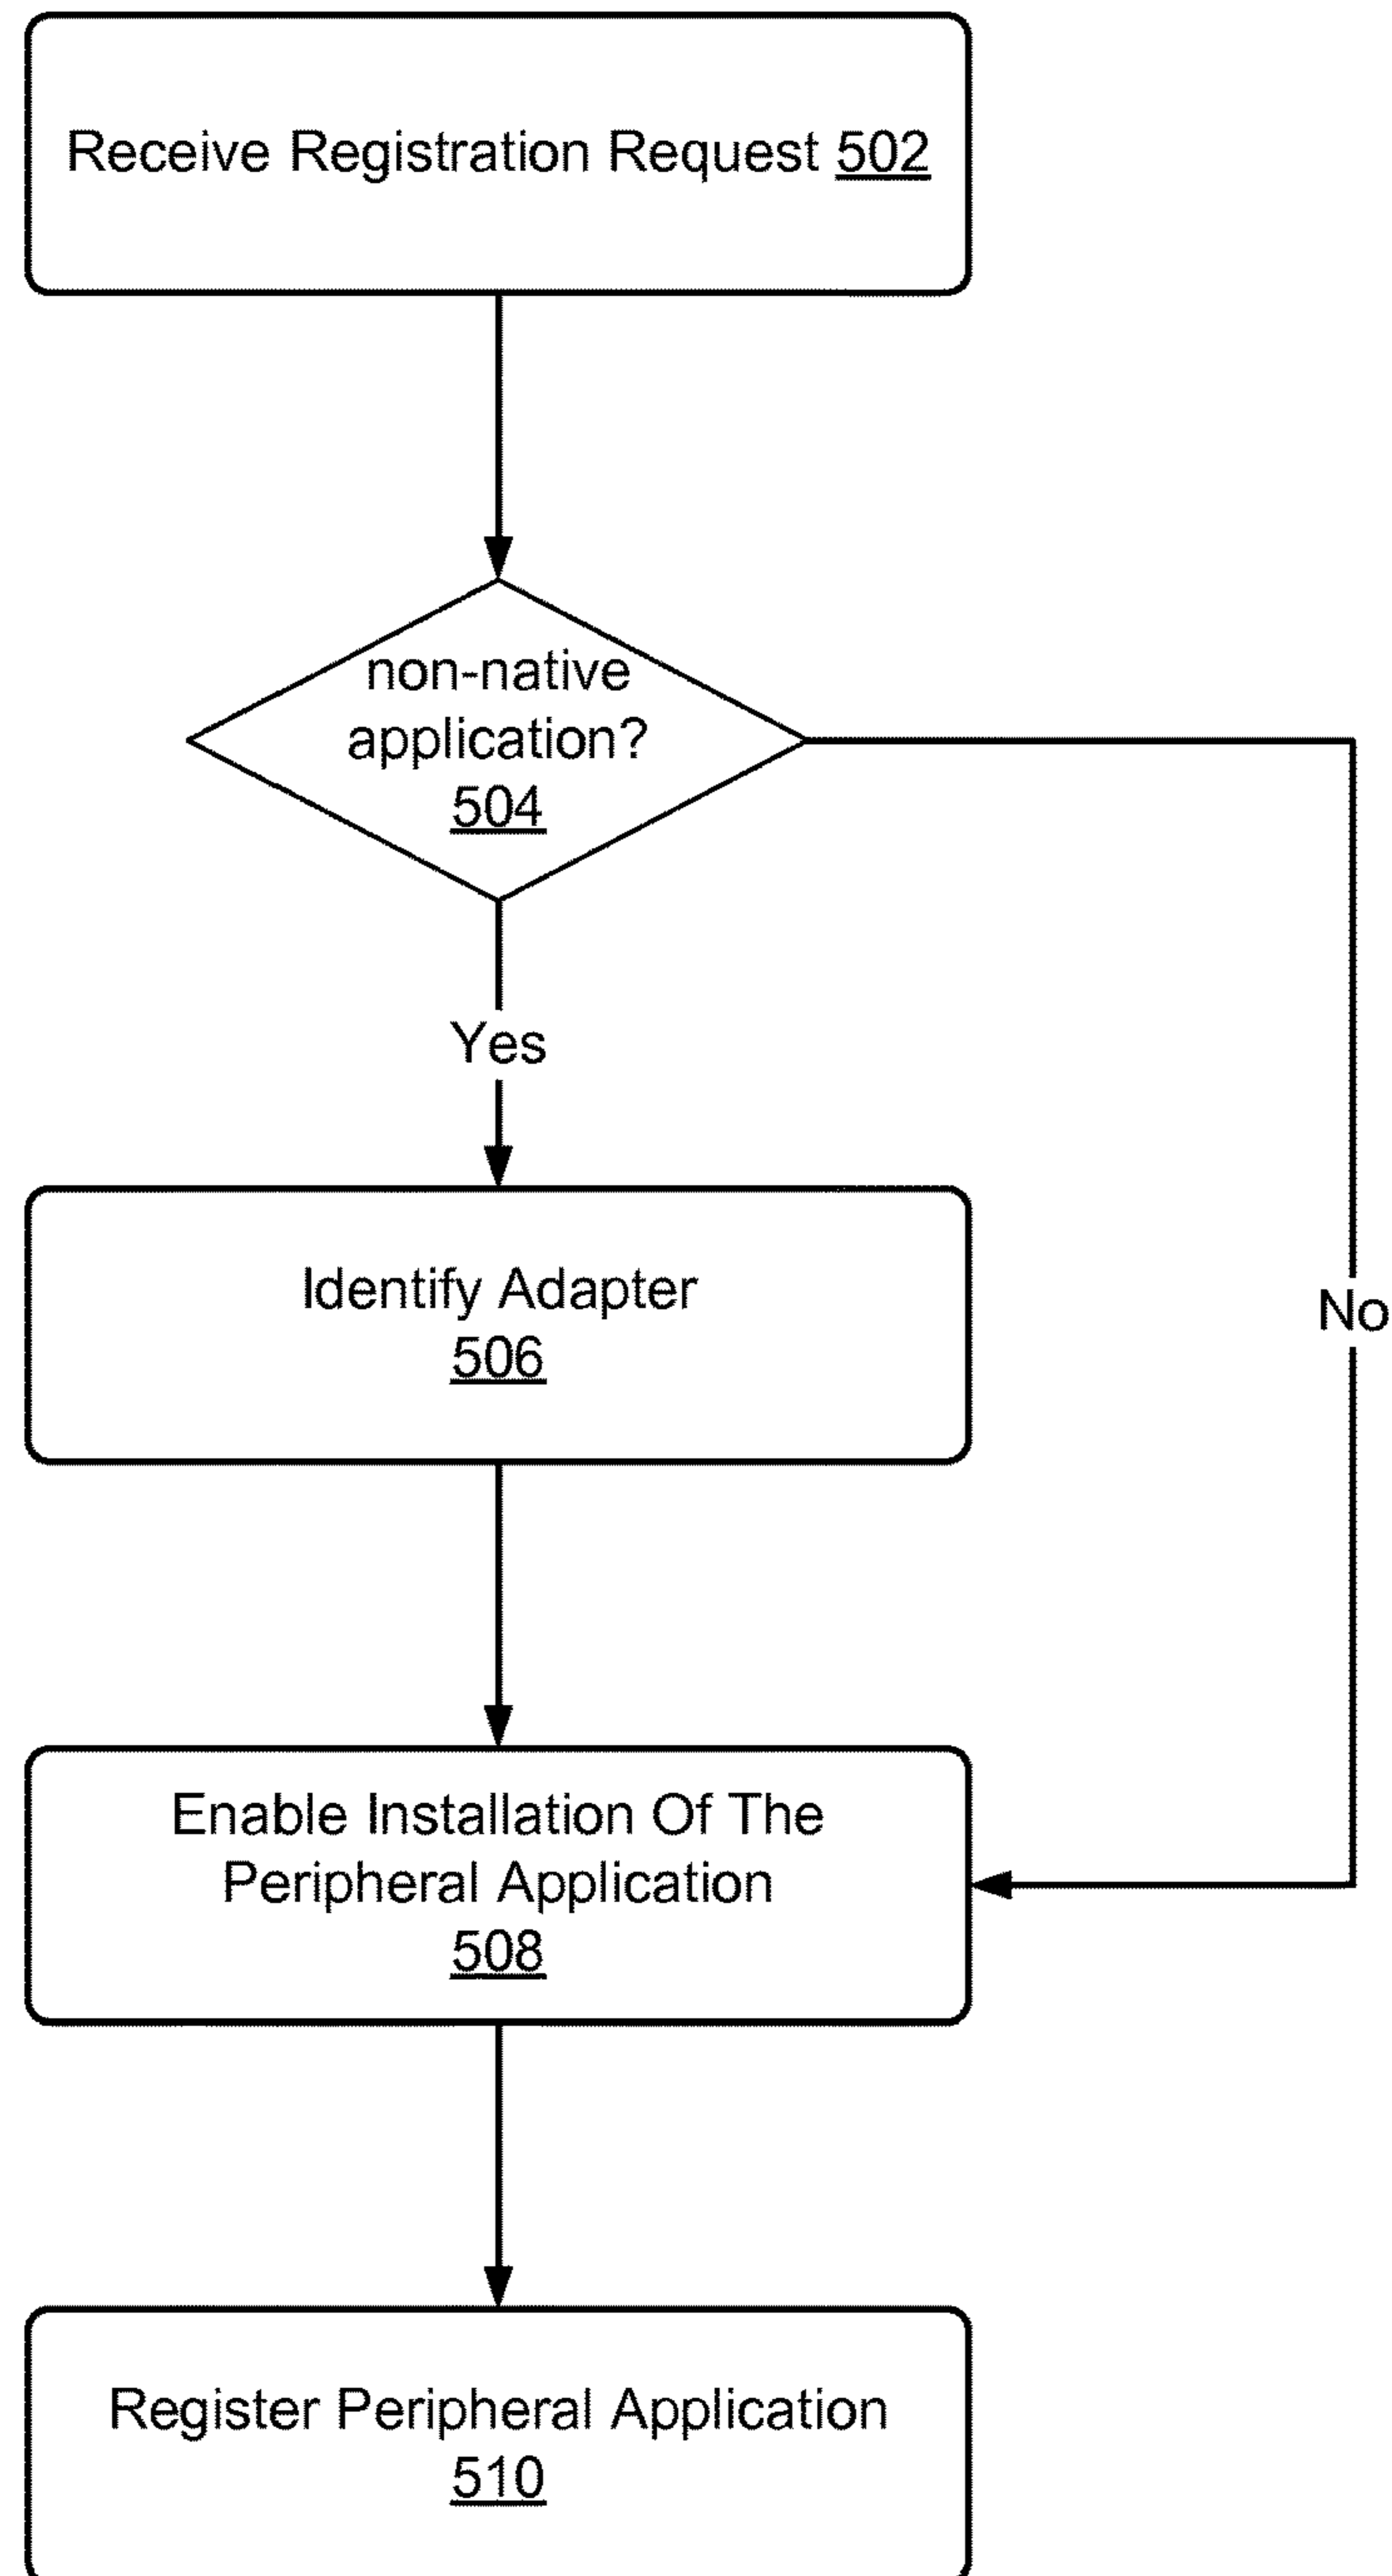 Receive Registration Request 502
non-native
application?
504
Yes
Identify Adapter
506
No
Enable Installation Of The
Peripheral Application
508
Register Peripheral Application
510